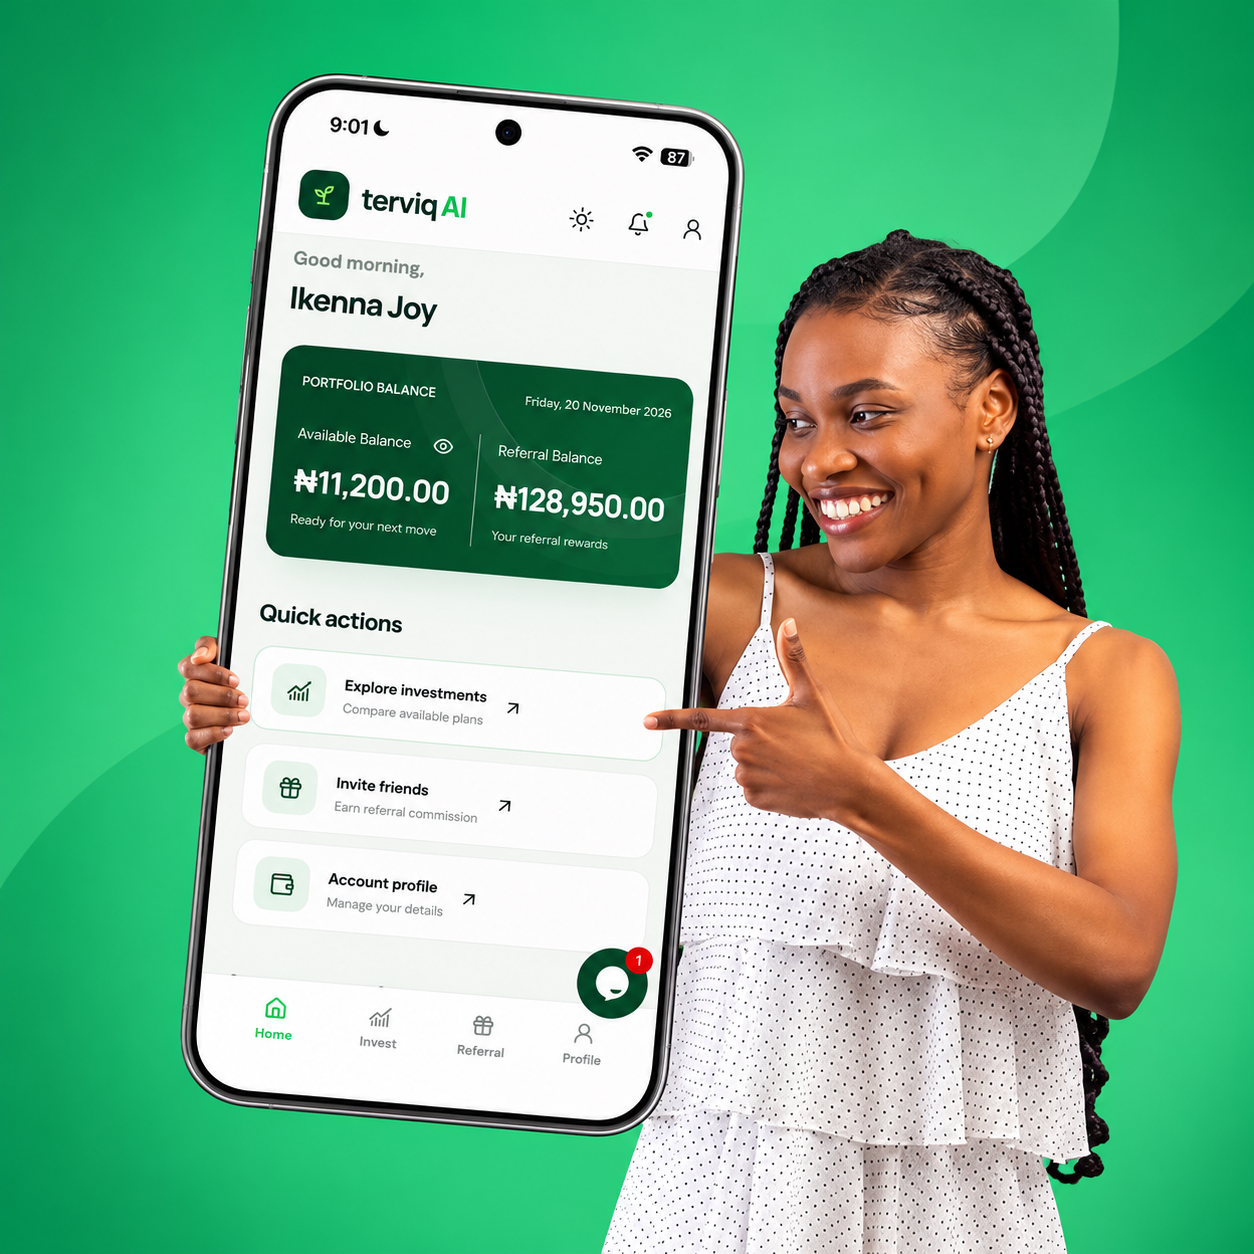 9:01
87
terviq AI
Good morning,
Ikenna Joy
PORTFOLIO BALANCE
Friday, 20 November 2026
Available Balance
Referral Balance
₦11,200.00
₦128,950.00
Ready for your next move
Your referral rewards
Quick actions
Explore investments
Compare available plans
Invite friends
Earn referral commission
Account profile
Manage your details
1
Home
Invest
Referral
Profile